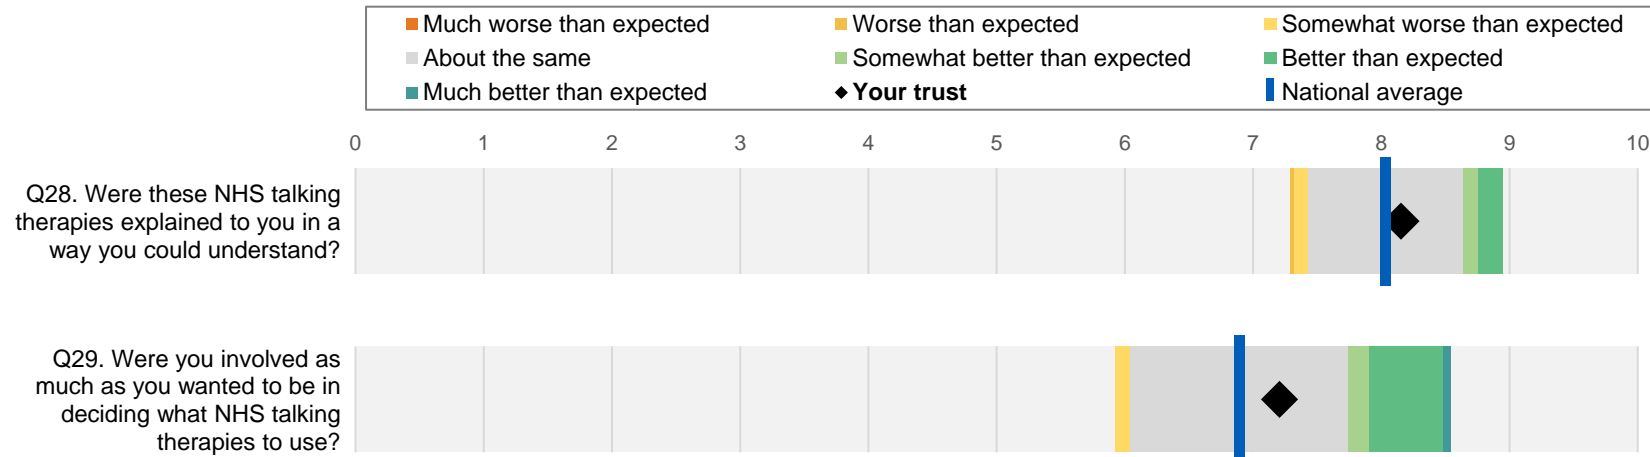 Much worse than expected
Worse than expected
Somewhat worse than expected
About the same
Somewhat better than expected
Better than expected
Much better than expected
Your trust
National average
0 1 2 3 4 5 6 7 8 9 10
Q28. Were these NHS talking
therapies explained to you in a
way you could understand?
Q29. Were you involved as
much as you wanted to be in
deciding what NHS talking
therapies to use?